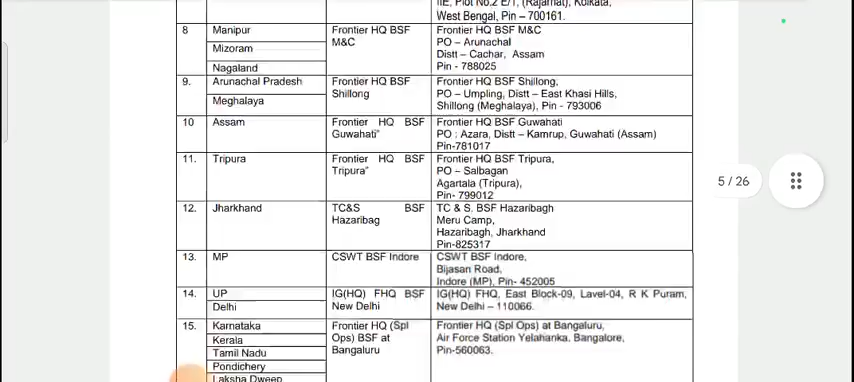 IIE, Plot No.2 E/1, (Rajarhat), Kolkata,
West Bengal, Pin – 700161.
8 Manipur Frontier HQ BSF Frontier HQ BSF M&C
M&C PO – Arunachal
Mizoram Distt – Cachar, Assam
Nagaland Pin - 788025
9. Arunachal Pradesh Frontier HQ BSF Frontier HQ BSF Shillong,
Meghalaya Shillong PO – Umpling, Distt – East Khasi Hills,
Shillong (Meghalaya), Pin - 793006
10 Assam Frontier HQ BSF Frontier HQ BSF Guwahati
Guwahati" PO : Azara, Distt – Kamrup, Guwahati (Assam)
Pin-781017
11. Tripura Frontier HQ BSF Frontier HQ BSF Tripura,
Tripura" PO – Salbagan
Agartala (Tripura),
Pin- 799012
12. Jharkhand TC&S BSF TC & S. BSF Hazaribagh
Hazaribag Meru Camp,
Hazaribagh, Jharkhand
Pin-825317
13. MP CSWT BSF Indore CSWT BSF Indore,
Bijasan Road,
Indore (MP), Pin- 452005
14. UP IG(HQ) FHQ BSF IG(HQ) FHQ, East Block-09, Lavel-04, R K Puram,
Delhi New Delhi New Delhi – 110066.
15. Karnataka Frontier HQ (Spl Frontier HQ (Spl Ops) at Bangaluru,
Kerala Ops) BSF at Air Force Station Yelahanka, Bangalore,
Tamil Nadu Bangaluru Pin-560063.
Pondichery
Laksha Dweep
5 / 26